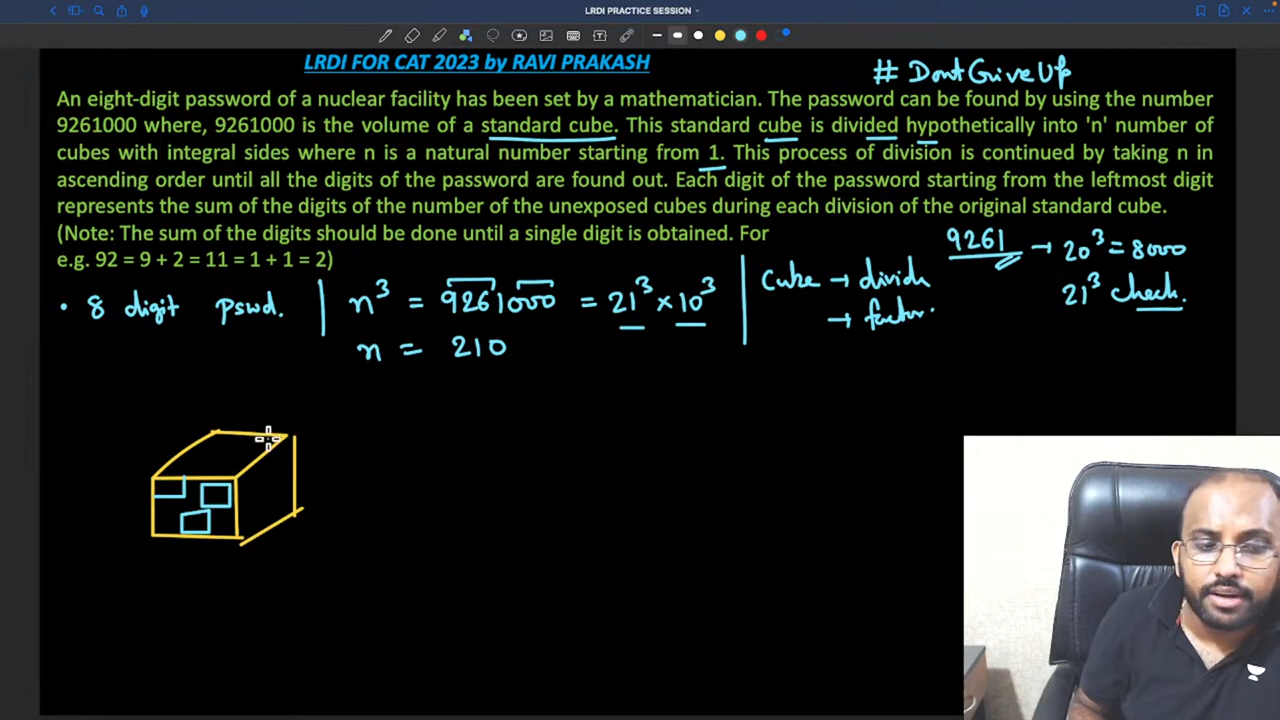 LRDI PRACTICE SESSION
LRDI FOR CAT 2023 by RAVI PRAKASH
# DontGiveUp
An eight-digit password of a nuclear facility has been set by a mathematician. The password can be found by using the number
9261000 where, 9261000 is the volume of a standard cube. This standard cube is divided hypothetically into 'n' number of
cubes with integral sides where n is a natural number starting from 1. This process of division is continued by taking n in
ascending order until all the digits of the password are found out. Each digit of the password starting from the leftmost digit
represents the sum of the digits of the number of the unexposed cubes during each division of the original standard cube.
(Note: The sum of the digits should be done until a single digit is obtained. For
e.g. 92 = 9 + 2 = 11 = 1 + 1 = 2)
9261 → 20³ = 8000
21³ check.
• 8 digit pswd.
n³ = 9261000 = 21³ × 10³
n = 210
Cube → divide
→ factor.